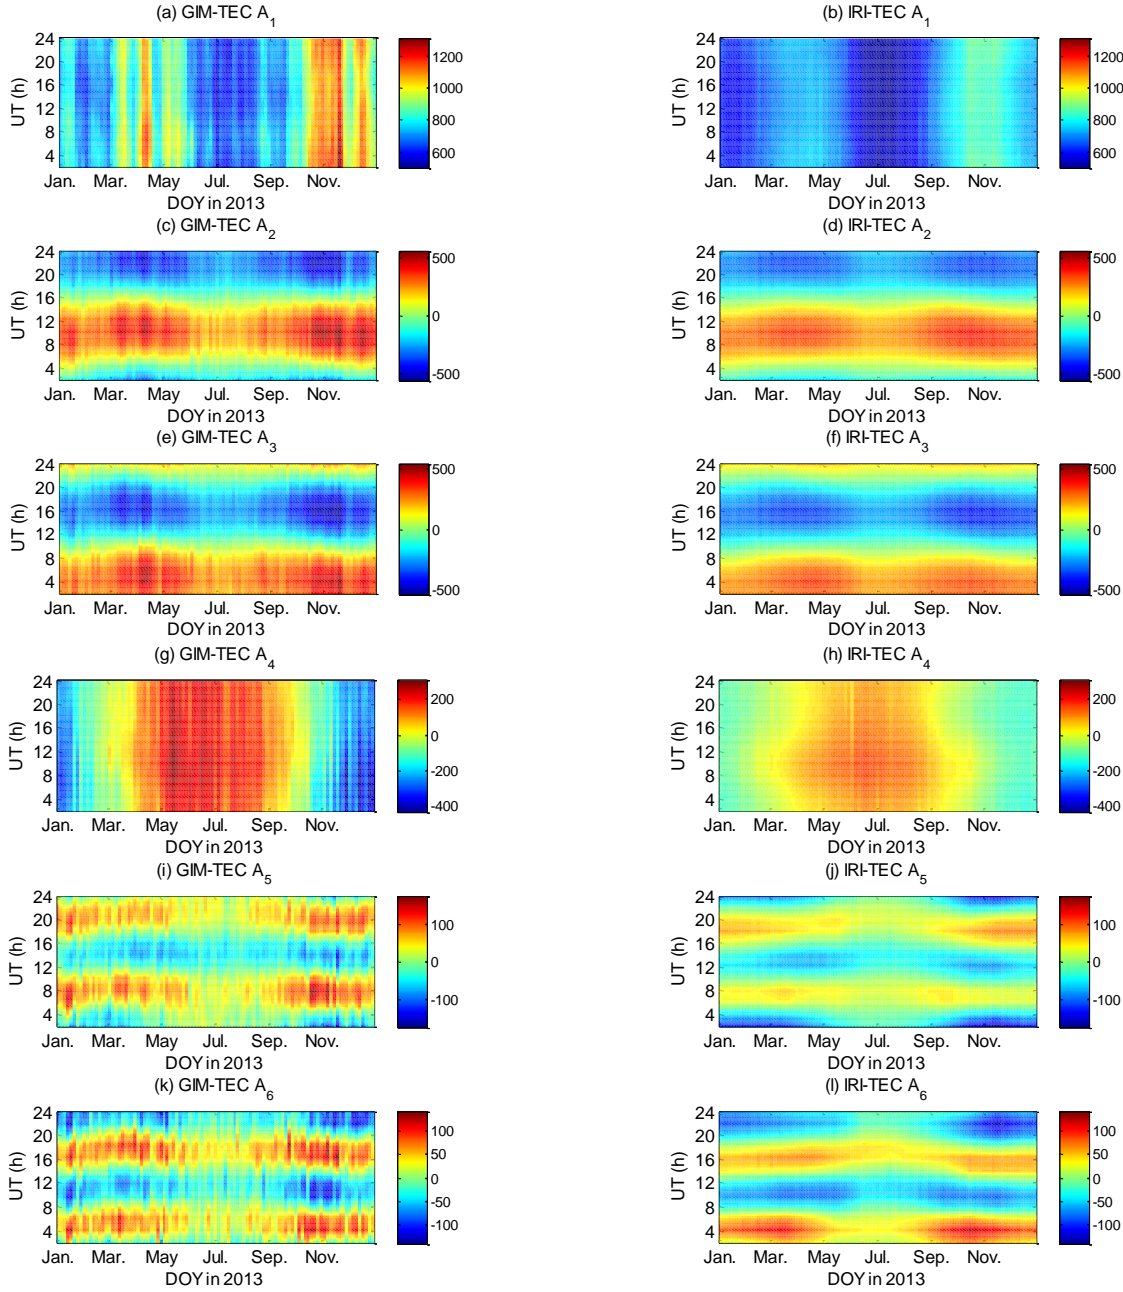 (a) GIM-TEC A1
24
20
16
12
8
4
UT (h)
Jan. Mar. May Jul. Sep. Nov.
DOY in 2013
1200
1000
800
600
(b) IRI-TEC A1
24
20
16
12
8
4
UT (h)
Jan. Mar. May Jul. Sep. Nov.
DOY in 2013
1200
1000
800
600
(c) GIM-TEC A2
24
20
16
12
8
4
UT (h)
Jan. Mar. May Jul. Sep. Nov.
DOY in 2013
500
0
-500
(d) IRI-TEC A2
24
20
16
12
8
4
UT (h)
Jan. Mar. May Jul. Sep. Nov.
DOY in 2013
500
0
-500
(e) GIM-TEC A3
24
20
16
12
8
4
UT (h)
Jan. Mar. May Jul. Sep. Nov.
DOY in 2013
500
0
-500
(f) IRI-TEC A3
24
20
16
12
8
4
UT (h)
Jan. Mar. May Jul. Sep. Nov.
DOY in 2013
500
0
-500
(g) GIM-TEC A4
24
20
16
12
8
4
UT (h)
Jan. Mar. May Jul. Sep. Nov.
DOY in 2013
200
0
-200
-400
(h) IRI-TEC A4
24
20
16
12
8
4
UT (h)
Jan. Mar. May Jul. Sep. Nov.
DOY in 2013
200
0
-200
-400
(i) GIM-TEC A5
24
20
16
12
8
4
UT (h)
Jan. Mar. May Jul. Sep. Nov.
DOY in 2013
100
0
-100
(j) IRI-TEC A5
24
20
16
12
8
4
UT (h)
Jan. Mar. May Jul. Sep. Nov.
DOY in 2013
100
0
-100
(k) GIM-TEC A6
24
20
16
12
8
4
UT (h)
Jan. Mar. May Jul. Sep. Nov.
DOY in 2013
100
50
0
-50
-100
(l) IRI-TEC A6
24
20
16
12
8
4
UT (h)
Jan. Mar. May Jul. Sep. Nov.
DOY in 2013
100
50
0
-50
-100